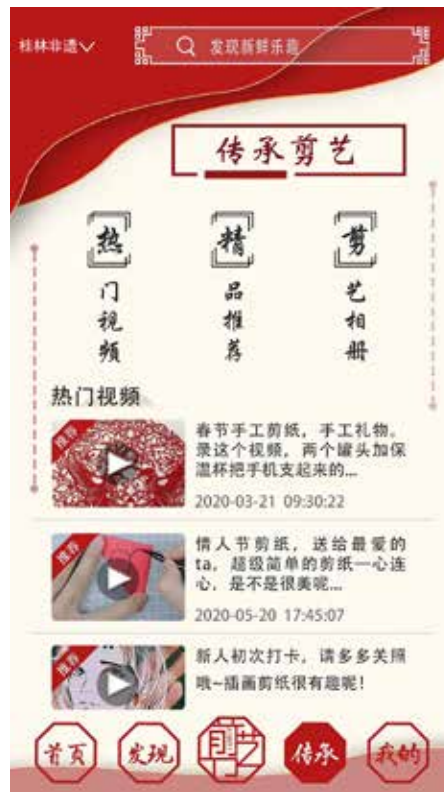 桂林非遗
发现新鲜乐趣
传承剪艺
热门视频
精品推荐
剪艺相册
热门视频
推荐
春节手工剪纸，手工礼物。
录这个视频，两个罐头加保
温杯把手机支起来的...
2020-03-21 09:30:22
推荐
情人节剪纸，送给最爱的
ta，超级简单的剪纸一心连
心，是不是很美呢...
2020-05-20 17:45:07
推荐
新人初次打卡，请多多关照
哦~插画剪纸很有趣呢！
首页
发现
传承
我的